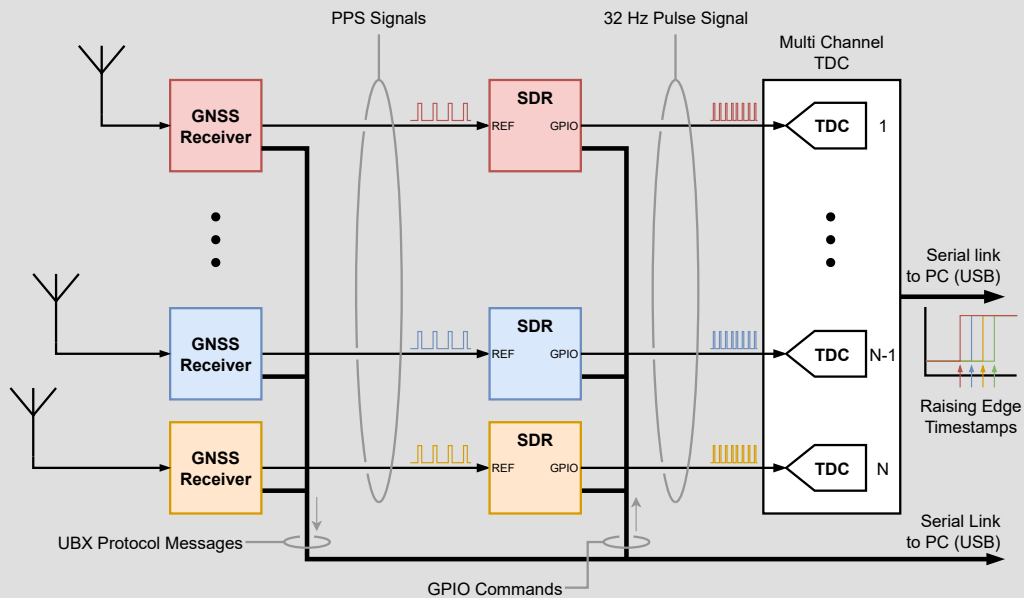 PPS Signals
32 Hz Pulse Signal
Multi Channel
TDC
GNSS
Receiver
SDR
REF
GPIO
TDC
1
Serial link
to PC (USB)
GNSS
Receiver
SDR
REF
GPIO
TDC
N-1
Raising Edge
Timestamps
GNSS
Receiver
SDR
REF
GPIO
TDC
N
UBX Protocol Messages
GPIO Commands
Serial Link
to PC (USB)